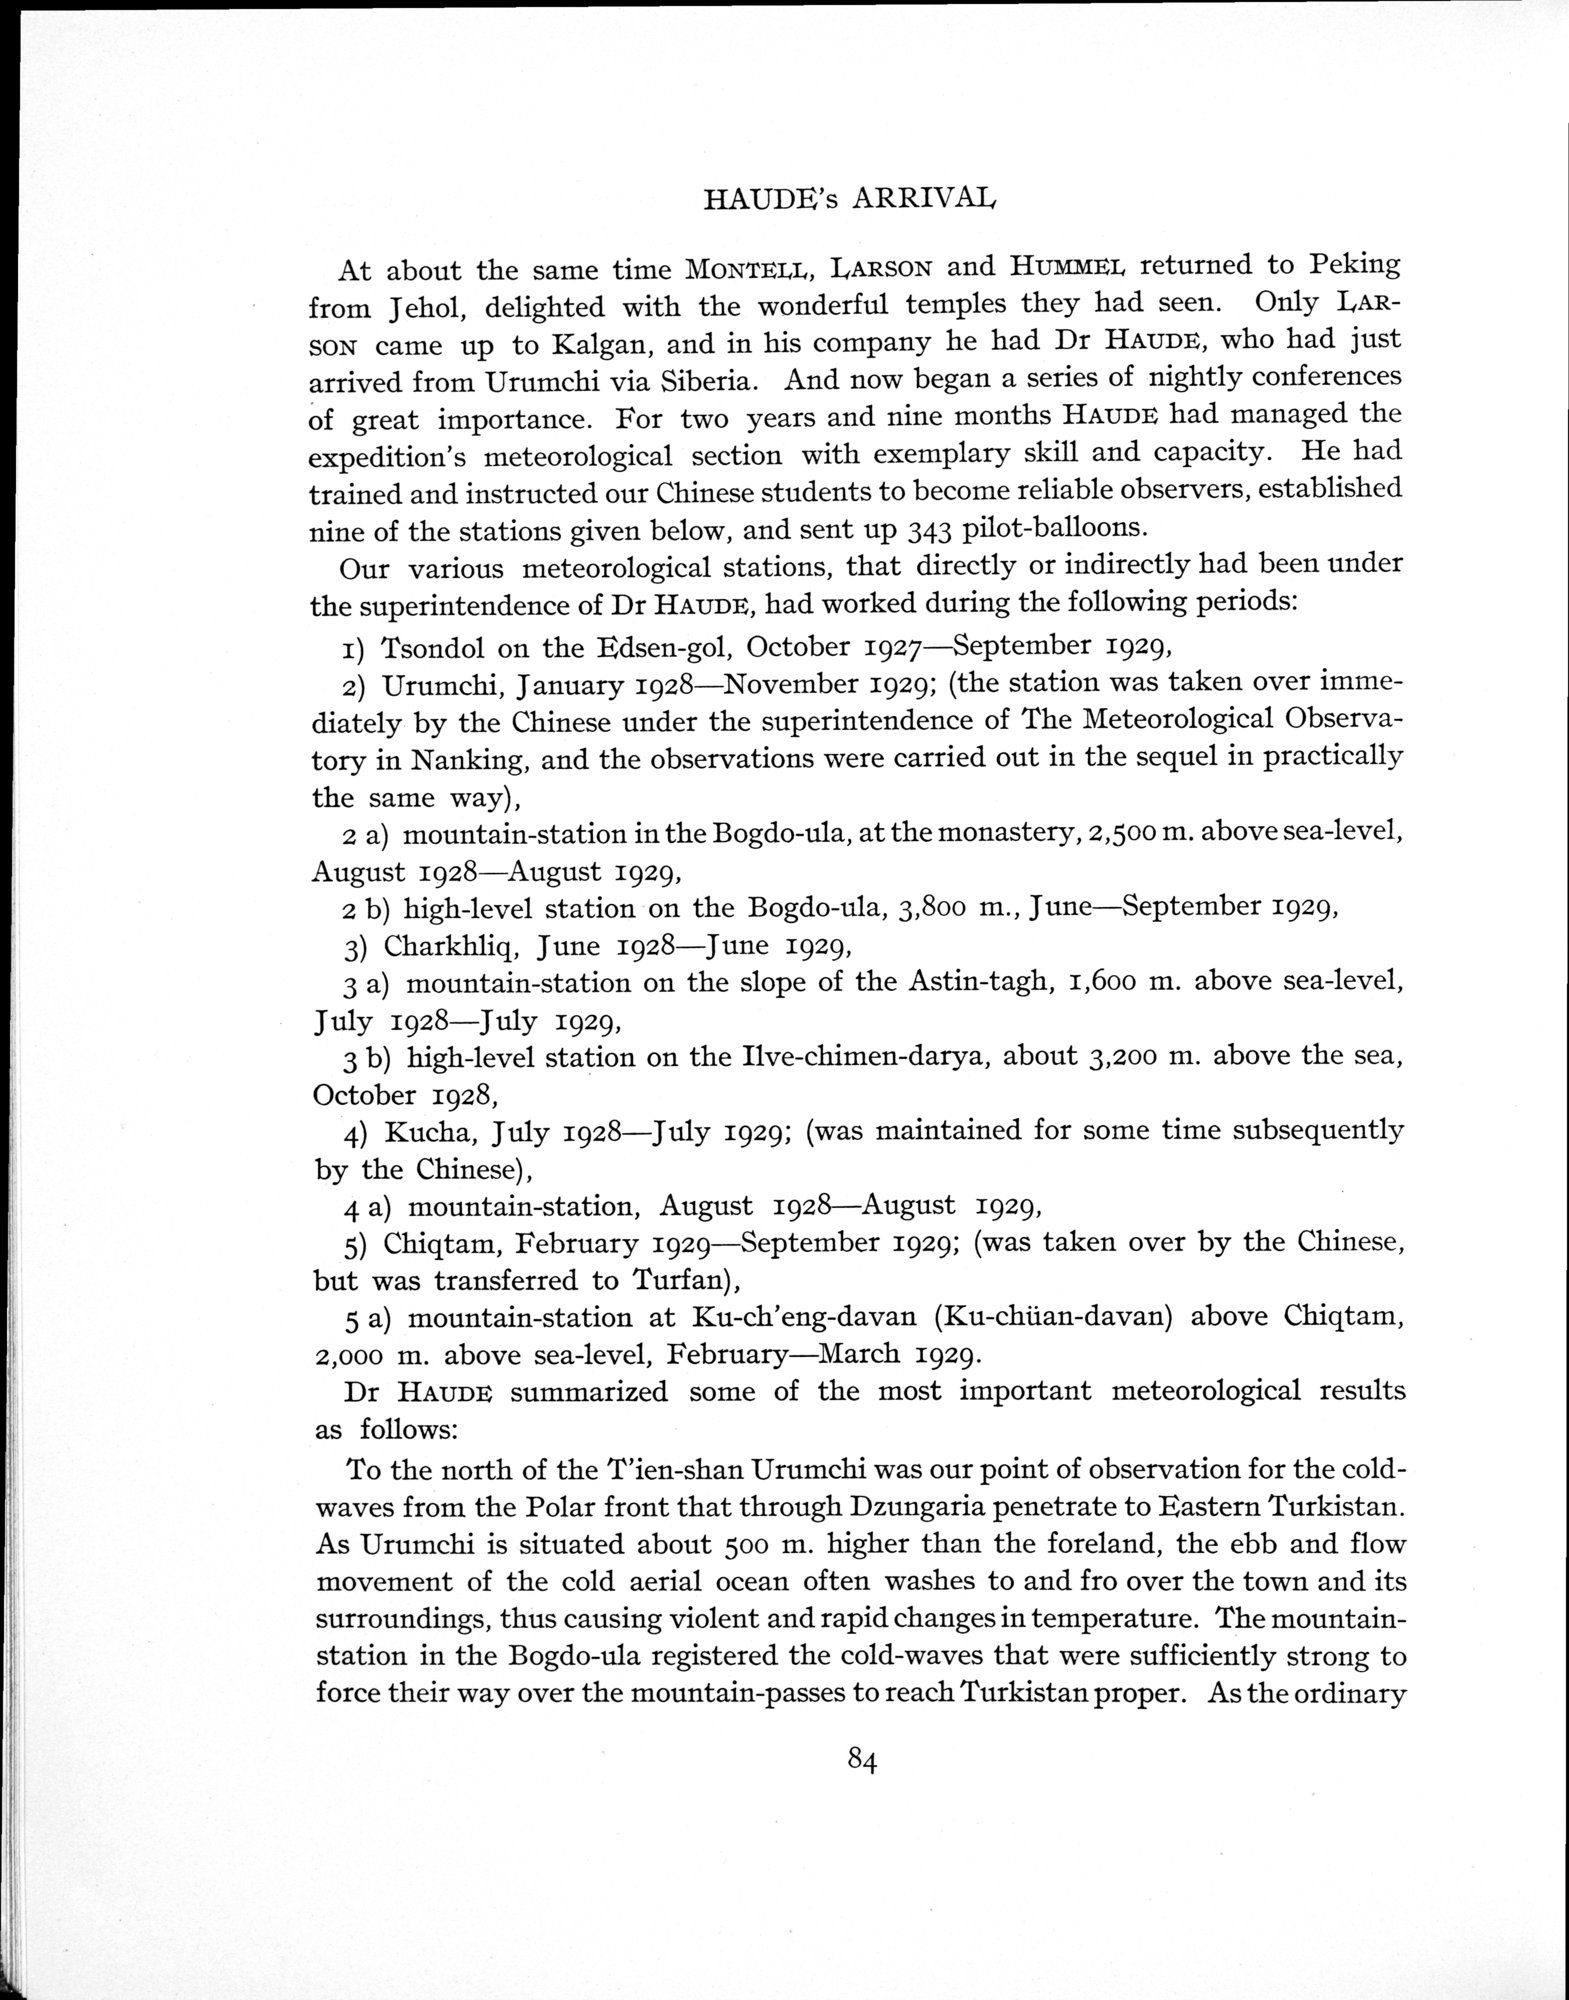 HAUDE's ARRIVAL
At about the same time MONTELL, LARSON and HUMMEL returned to Peking
from Jehol, delighted with the wonderful temples they had seen. Only LAR-
SON came up to Kalgan, and in his company he had Dr HAUDE, who had just
arrived from Urumchi via Siberia. And now began a series of nightly conferences
of great importance. For two years and nine months HAUDE had managed the
expedition's meteorological section with exemplary skill and capacity. He had
trained and instructed our Chinese students to become reliable observers, established
nine of the stations given below, and sent up 343 pilot-balloons.
Our various meteorological stations, that directly or indirectly had been under
the superintendence of Dr HAUDE, had worked during the following periods:
1) Tsondol on the Edsen-gol, October 1927—September 1929,
2) Urumchi, January 1928—November 1929; (the station was taken over imme-
diately by the Chinese under the superintendence of The Meteorological Observa-
tory in Nanking, and the observations were carried out in the sequel in practically
the same way),
2 a) mountain-station in the Bogdo-ula, at the monastery, 2,500 m. above sea-level,
August 1928—August 1929,
2 b) high-level station on the Bogdo-ula, 3,800 m., June—September 1929,
3) Charkhliq, June 1928—June 1929,
3 a) mountain-station on the slope of the Astin-tagh, 1,600 m. above sea-level,
July 1928—July 1929,
3 b) high-level station on the Ilve-chimen-darya, about 3,200 m. above the sea,
October 1928,
4) Kucha, July 1928—July 1929; (was maintained for some time subsequently
by the Chinese),
4 a) mountain-station, August 1928—August 1929,
5) Chiqtam, February 1929—September 1929; (was taken over by the Chinese,
but was transferred to Turfan),
5 a) mountain-station at Ku-ch'eng-davan (Ku-chüan-davan) above Chiqtam,
2,000 m. above sea-level, February—March 1929.
Dr HAUDE summarized some of the most important meteorological results
as follows:
To the north of the T'ien-shan Urumchi was our point of observation for the cold-
waves from the Polar front that through Dzungaria penetrate to Eastern Turkistan.
As Urumchi is situated about 500 m. higher than the foreland, the ebb and flow
movement of the cold aerial ocean often washes to and fro over the town and its
surroundings, thus causing violent and rapid changes in temperature. The mountain-
station in the Bogdo-ula registered the cold-waves that were sufficiently strong to
force their way over the mountain-passes to reach Turkistan proper. As the ordinary
84